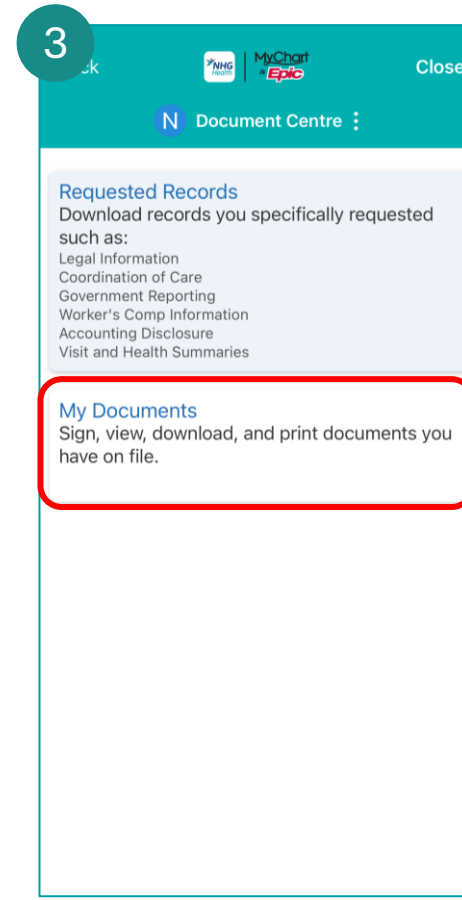 3
NHG
Health
MyChart
Epic
Close
N Document Centre
Requested Records
Download records you specifically requested
such as:
Legal Information
Coordination of Care
Government Reporting
Worker's Comp Information
Accounting Disclosure
Visit and Health Summaries
My Documents
Sign, view, download, and print documents you
have on file.